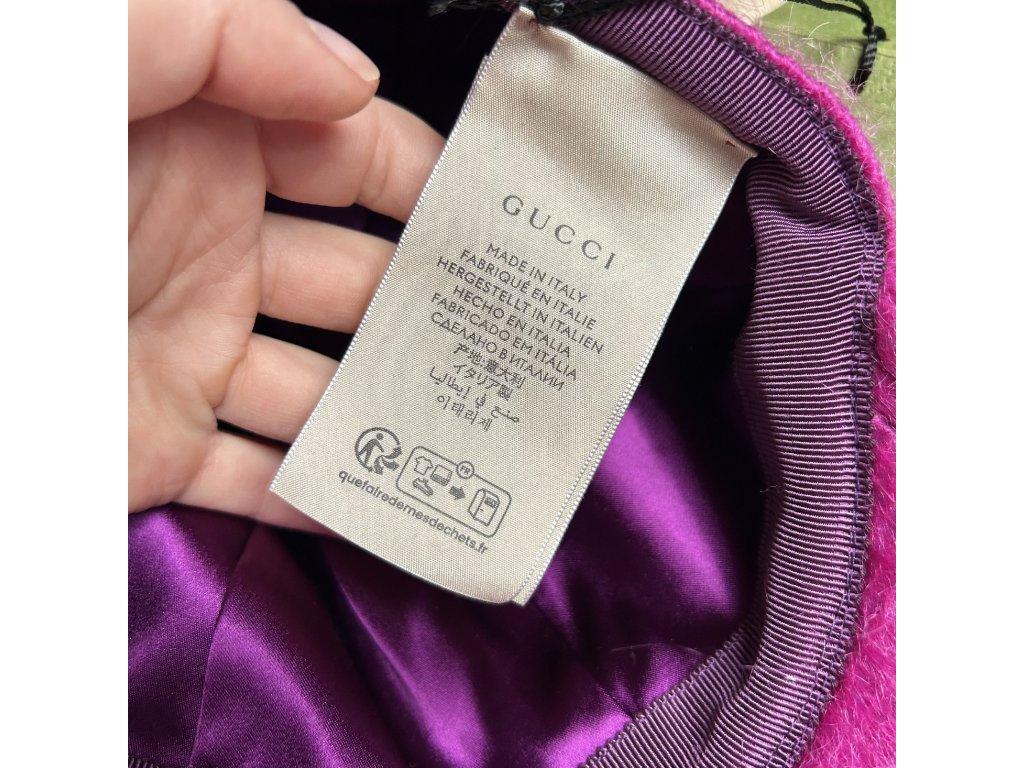 GUCCI
MADE IN ITALY
FABRIQUÉ EN ITALIE
HERGESTELLT IN ITALIEN
HECHO EN ITALIA
FABRICADO EM ITÁLIA
СДЕЛАНО В ИТАЛИИ
产地:意大利
イタリア製
صنع في إيطاليا
이태리제
FR
quefairedemesdechets.fr